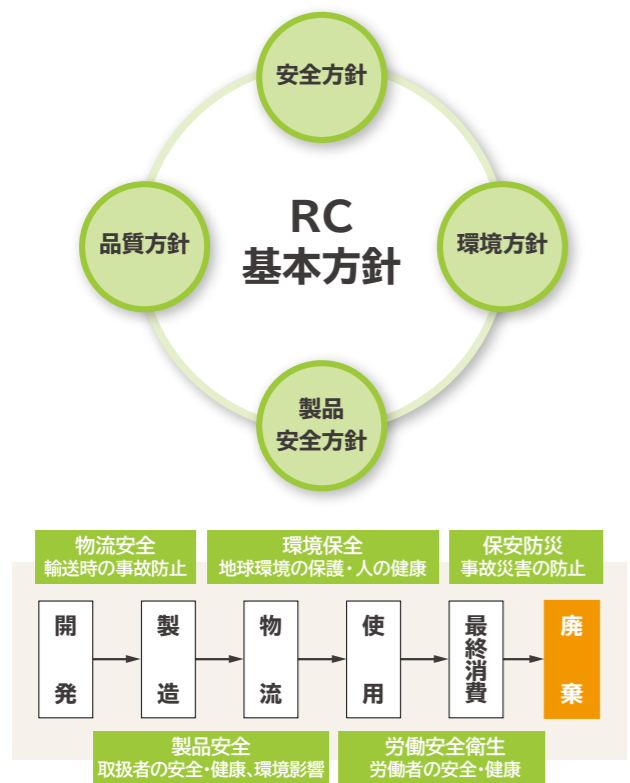 安全方針
品質方針
RC
基本方針
環境方針
製品
安全方針
物流安全
輸送時の事故防止
環境保全
地球環境の保護・人の健康
保安防災
事故災害の防止
開発
製造
物流
使用
最終消費
廃棄
製品安全
取扱者の安全・健康、環境影響
労働安全衛生
労働者の安全・健康